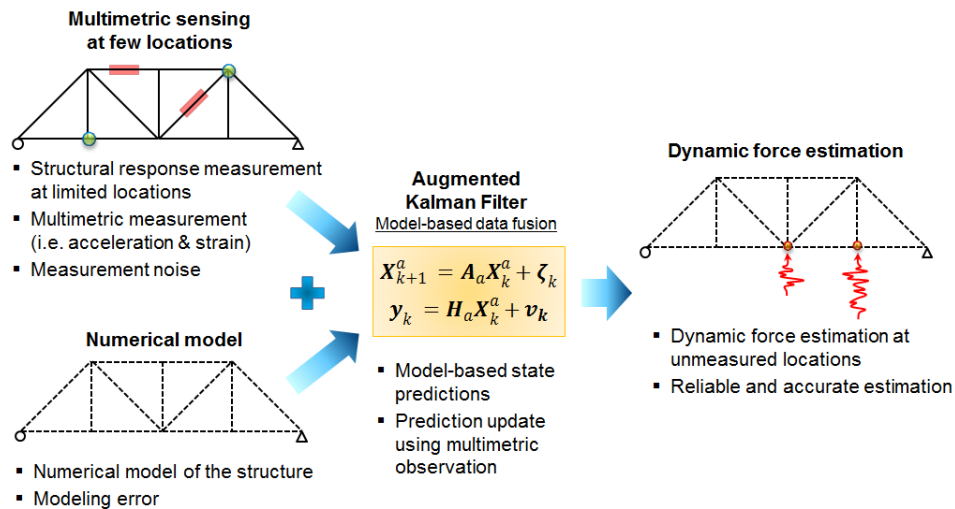 Multimetric sensing
at few locations
▪ Structural response measurement
at limited locations
▪ Multimetric measurement
(i.e. acceleration & strain)
▪ Measurement noise
Numerical model
▪ Numerical model of the structure
▪ Modeling error
Augmented
Kalman Filter
Model-based data fusion
X^a_{k+1} = A_a X^a_k + ζ_k
y_k = H_a X^a_k + v_k
▪ Model-based state
predictions
▪ Prediction update
using multimetric
observation
Dynamic force estimation
▪ Dynamic force estimation at
unmeasured locations
▪ Reliable and accurate estimation